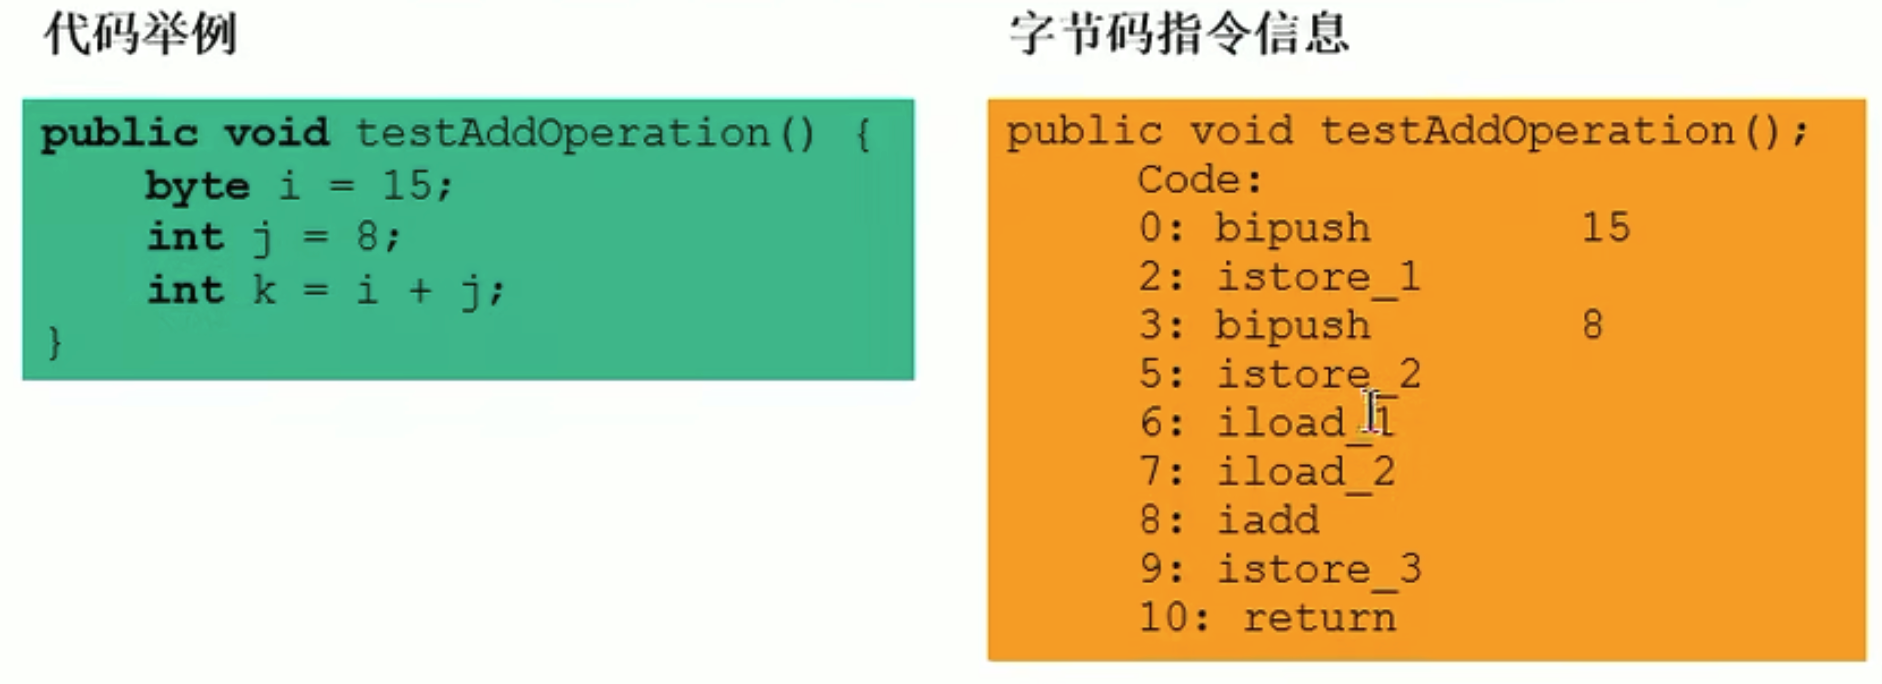 代码举例
public void testAddOperation() {
byte i = 15;
int j = 8;
int k = i + j;
}
字节码指令信息
public void testAddOperation();
Code:
0: bipush 15
2: istore_1
3: bipush 8
5: istore_2
6: iload_1
7: iload_2
8: iadd
9: istore_3
10: return